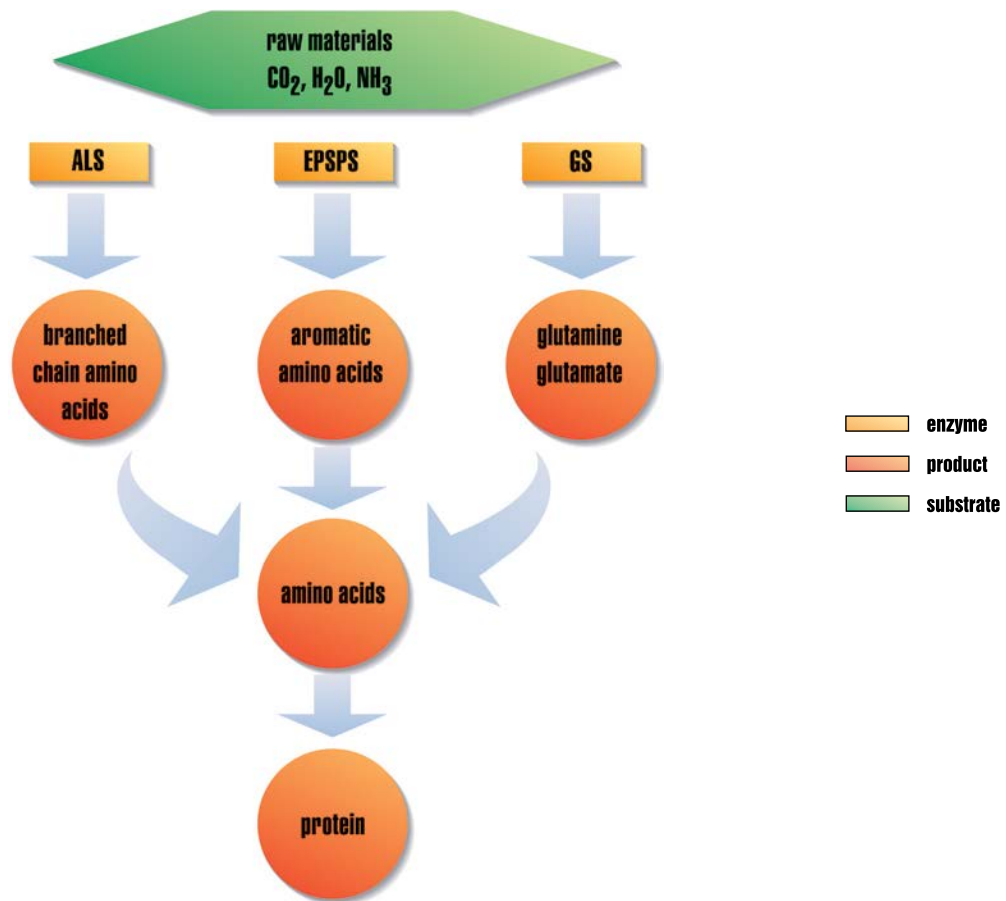 raw materials
CO₂, H₂O, NH₃
ALS
EPSPS
GS
branched
chain amino
acids
aromatic
amino acids
glutamine
glutamate
enzyme
product
substrate
amino acids
protein